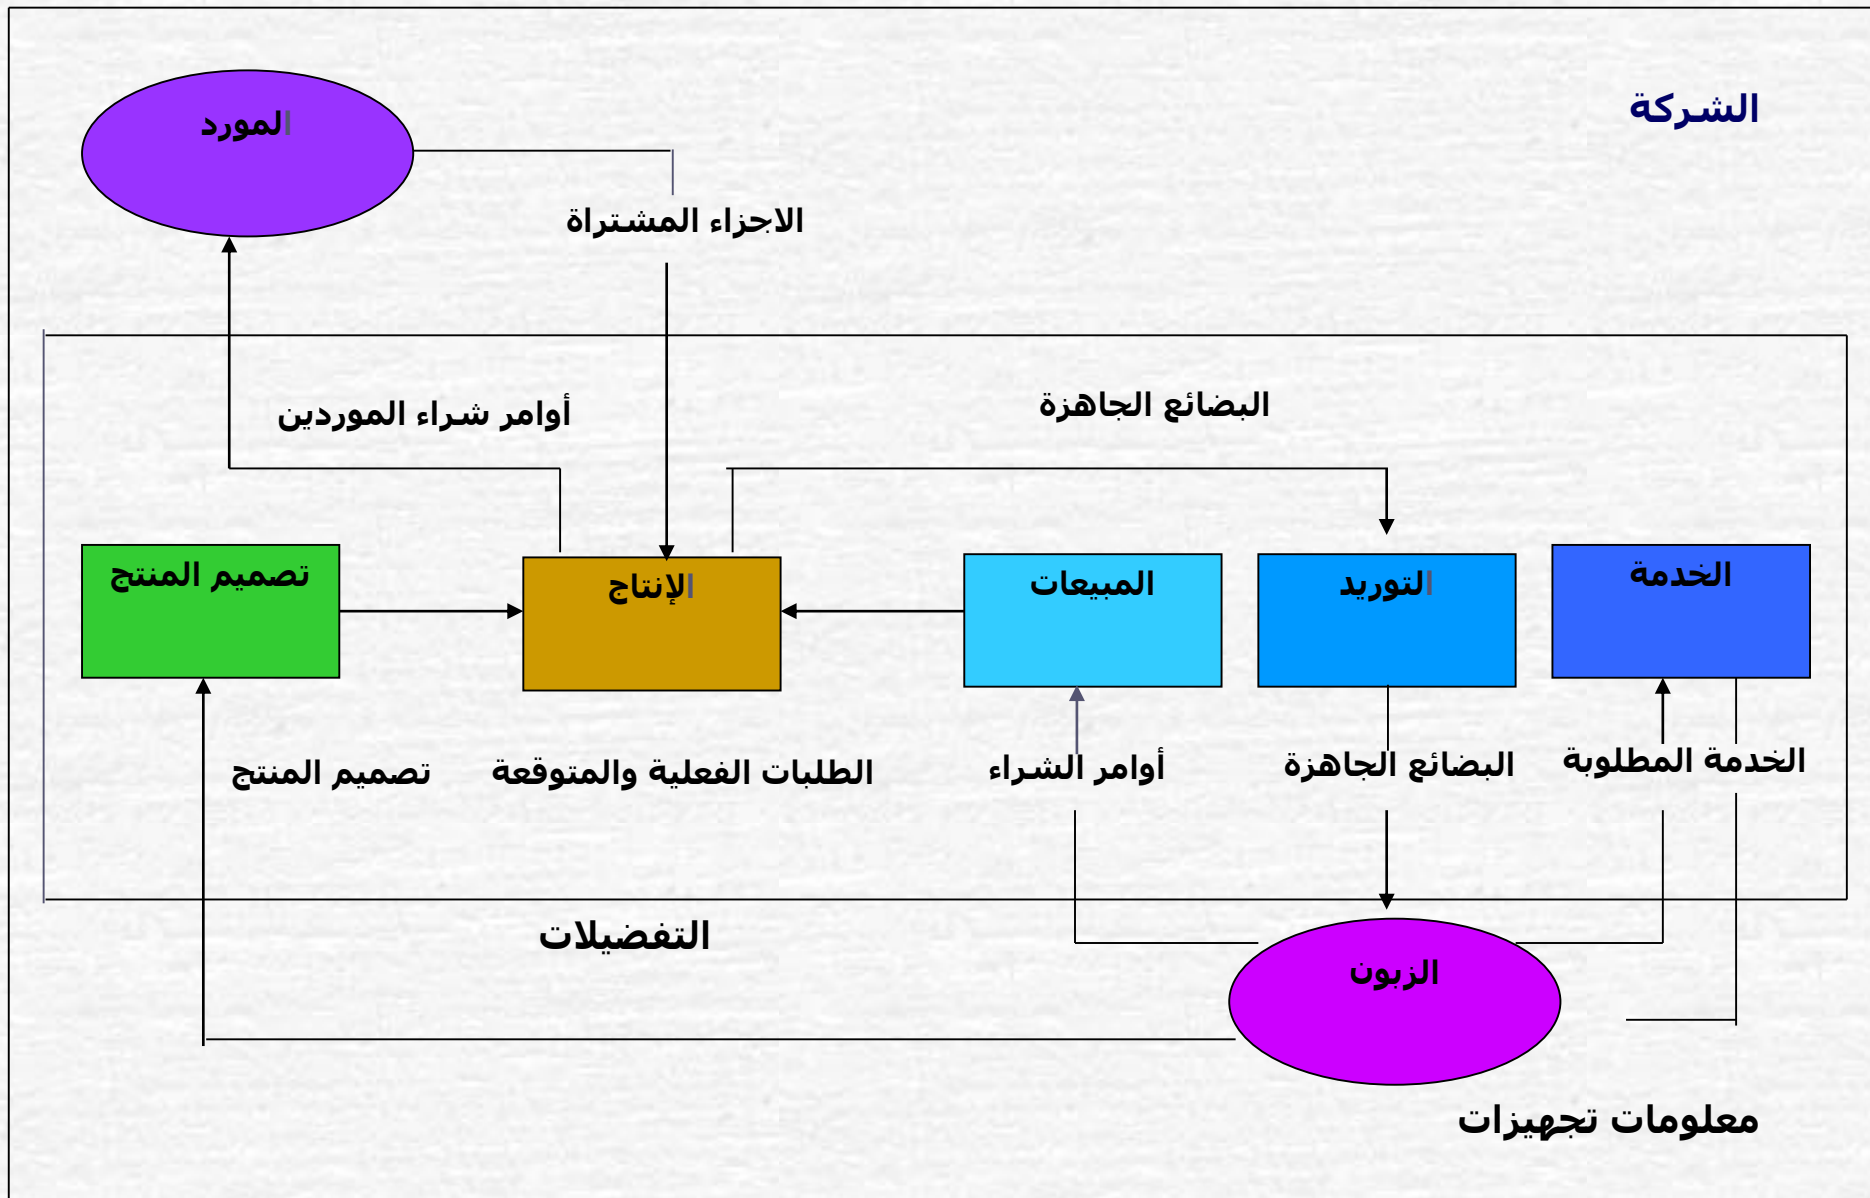 الشركة
المورد
الاجزاء المشتراة
البضائع الجاهزة
أوامر شراء الموردين
الخدمة
التوريد
المبيعات
الإنتاج
تصميم المنتج
الخدمة المطلوبة
البضائع الجاهزة
أوامر الشراء
الطلبات الفعلية والمتوقعة
تصميم المنتج
التفضيلات
الزبون
معلومات تجهيزات